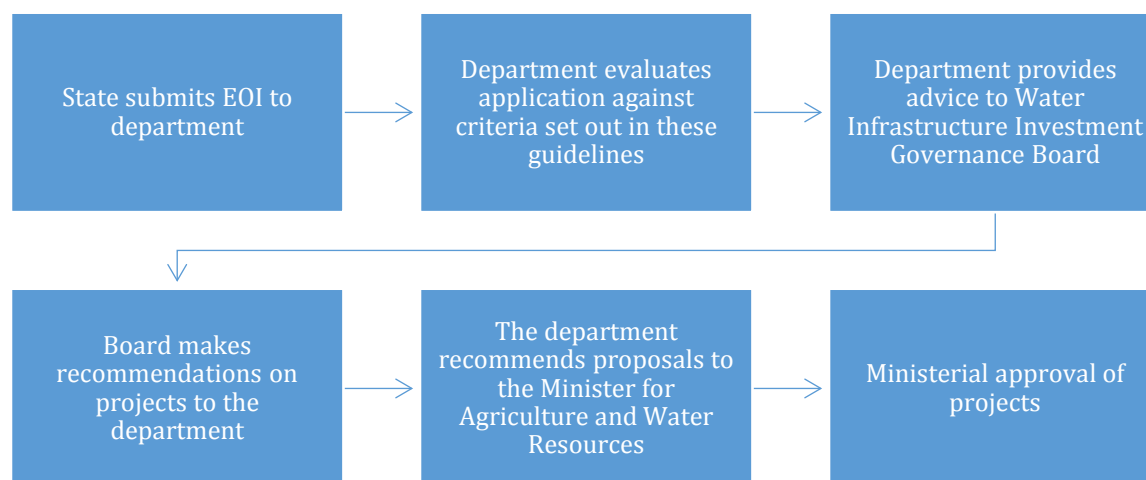 State submits EOI to
department
Department evaluates
application against
criteria set out in these
guidelines
Department provides
advice to Water
Infrastructure Investment
Governance Board
Board makes
recommendations on
projects to the
department
The department
recommends proposals to
the Minister for
Agriculture and Water
Resources
Ministerial approval of
projects